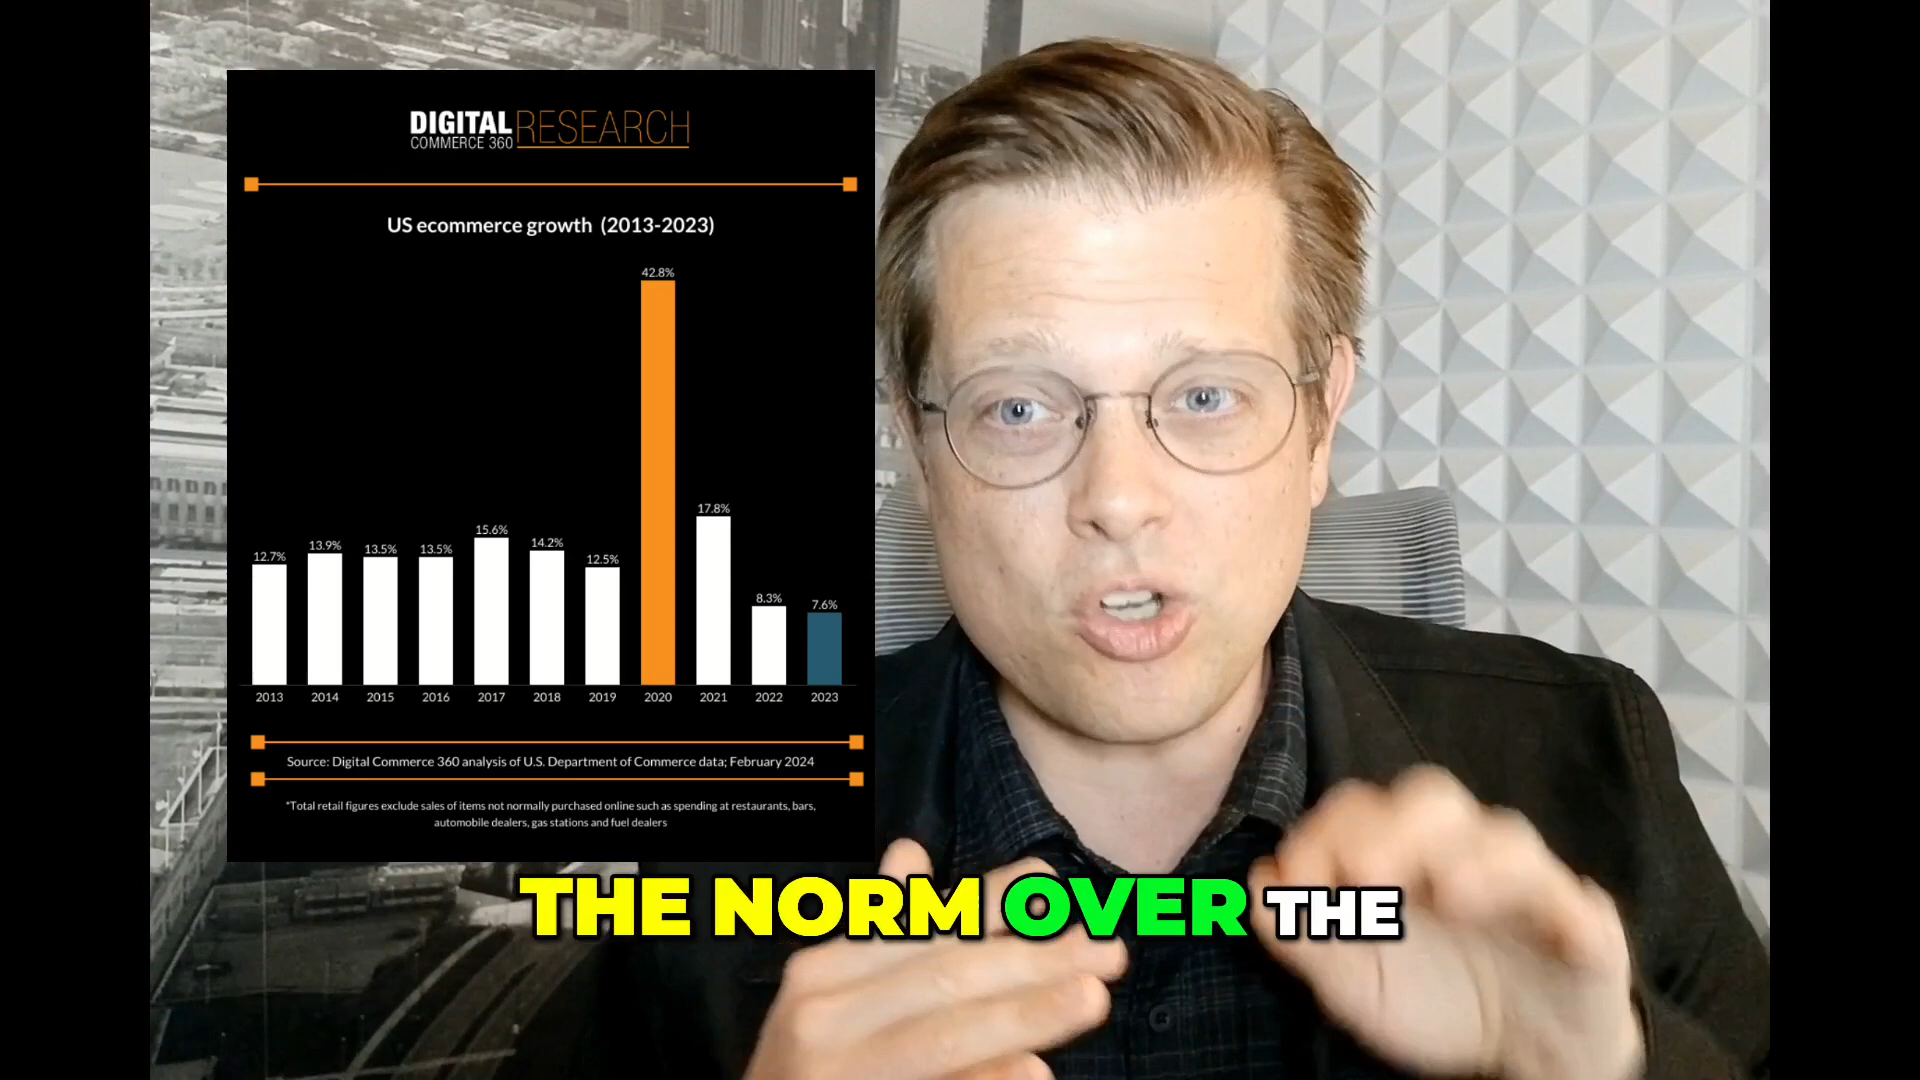 DIGITAL RESEARCH
COMMERCE 360
US ecommerce growth (2013-2023)
42.8%
17.8%
15.6%
14.2%
13.9%
13.5%
13.5%
12.7%
12.5%
8.3%
7.6%
2013 2014 2015 2016 2017 2018 2019 2020 2021 2022 2023
Source: Digital Commerce 360 analysis of U.S. Department of Commerce data; February 2024
*Total retail figures exclude sales of items not normally purchased online such as spending at restaurants, bars,
automobile dealers, gas stations and fuel dealers
THE NORM OVER THE